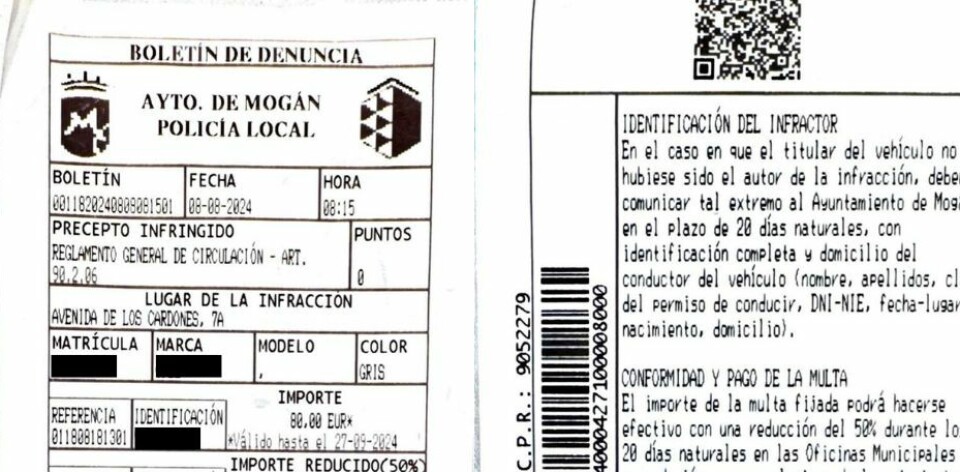 BOLETÍN DE DENUNCIA
AYTO. DE MOGÁN
POLICÍA LOCAL
BOLETÍN
FECHA
HORA
001182024080908​1501
08-08-2024
08:15
PRECEPTO INFRINGIDO
PUNTOS
REGLAMENTO GENERAL DE CIRCULACIÓN - ART.
90.2.06
0
LUGAR DE LA INFRACCIÓN
AVENIDA DE LOS CARDONES, 7A
MATRÍCULA
MARCA
MODELO
COLOR
,
GRIS
IMPORTE
REFERENCIA
IDENTIFICACIÓN
80,00 EUR*
011808181301
*Válido hasta el 27-09-2024
IMPORTE REDUCIDO(50%)
C.P.R.: 9052279
4000427100008000
IDENTIFICACIÓN DEL INFRACTOR
En el caso en que el titular del vehículo no
hubiese sido el autor de la infracción, debe
comunicar tal extremo al Ayuntamiento de Mogá
en el plazo de 20 días naturales, con
identificación completa y domicilio del
conductor del vehículo (nombre, apellidos, cl
del permiso de conducir, DNI-NIE, fecha-lugar
nacimiento, domicilio).
CONFORMIDAD Y PAGO DE LA MULTA
El importe de la multa fijada podrá hacerse
efectivo con una reducción del 50% durante lo
20 días naturales en las Oficinas Municipales